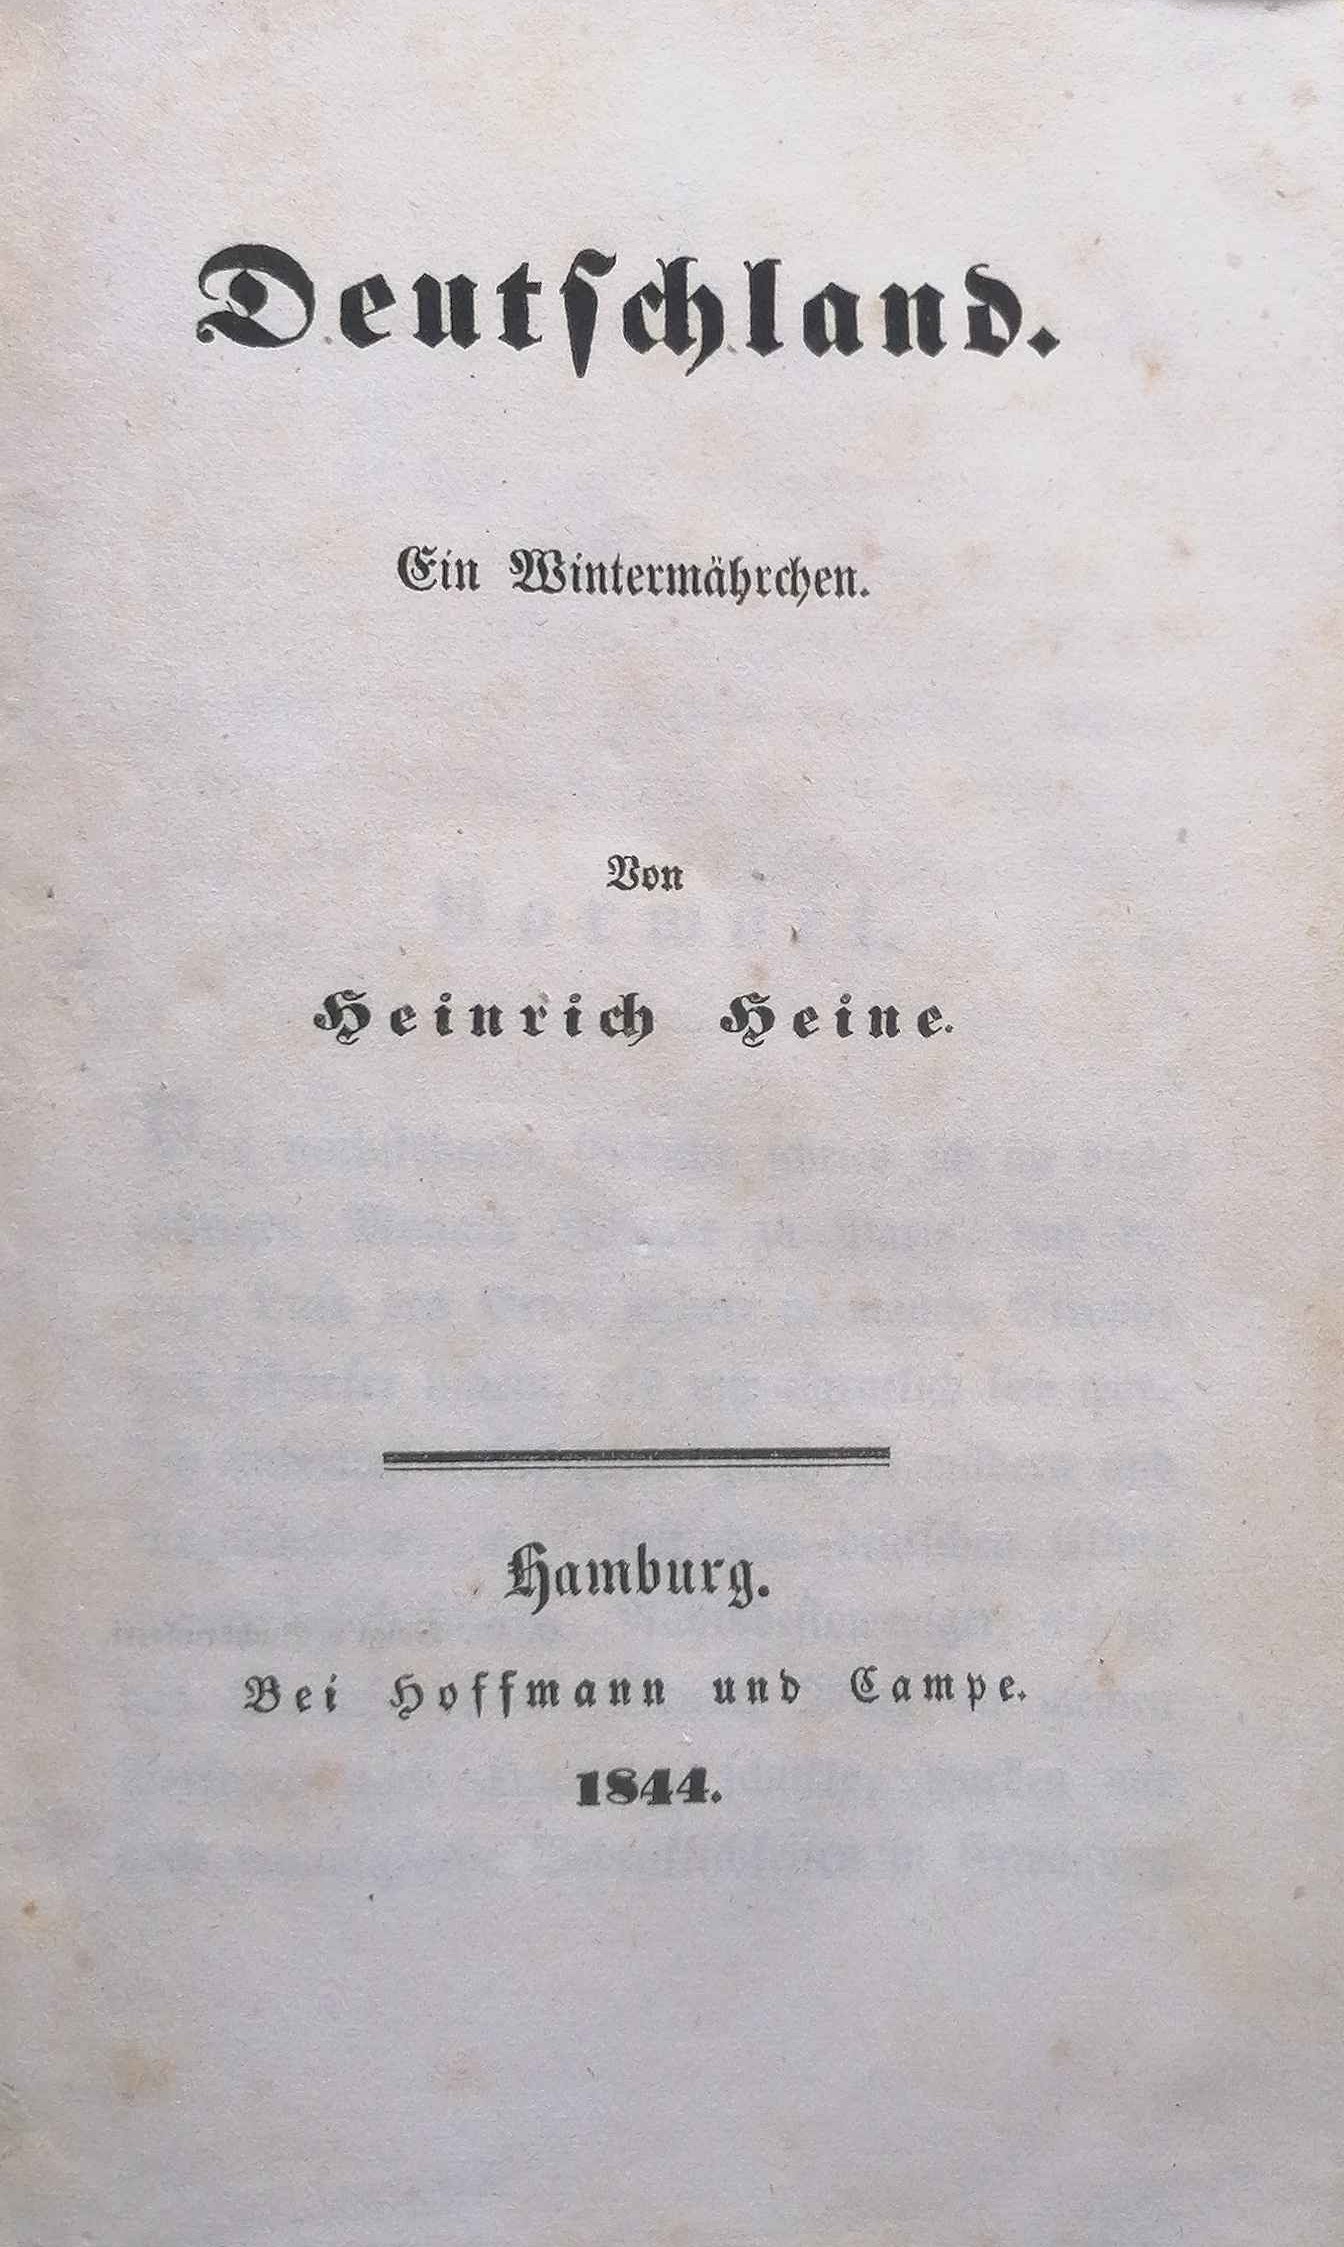 Deutſchland.
Ein Wintermährchen.
Von
Heinrich Heine.
Hamburg.
Bei Hoffmann und Campe.
1844.